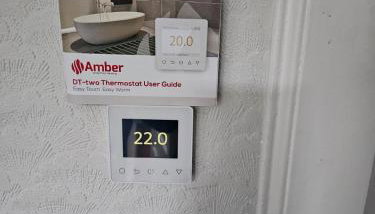 20.0
Amber
DT-two Thermostat User Guide
Easy Touch Easy Warm
22.0